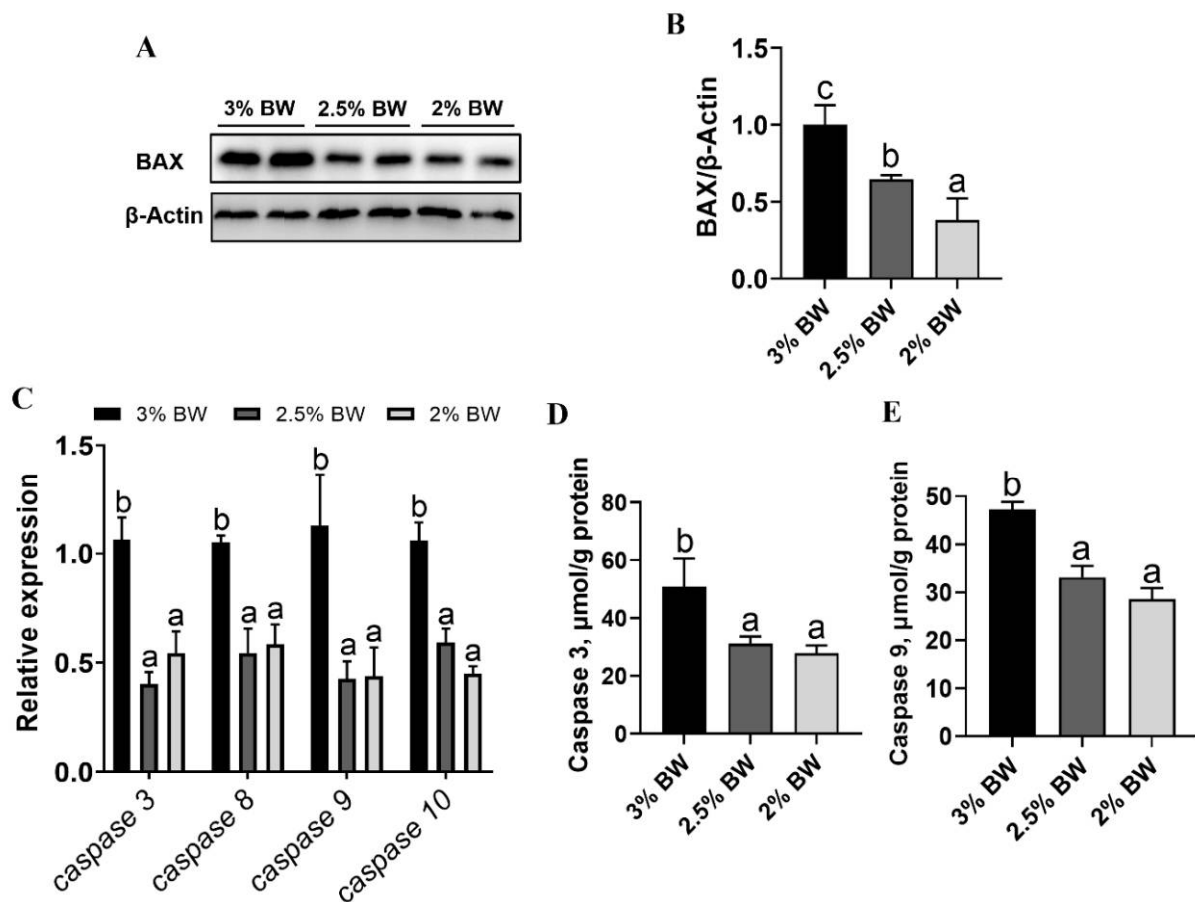 A
3% BW 2.5% BW 2% BW
BAX
β-Actin
B
BAX/β-Actin
1.5
1.0
0.5
0.0
c
b
a
3% BW
2.5% BW
2% BW
C
3% BW 2.5% BW 2% BW
Relative expression
1.5
1.0
0.5
0.0
b a a
b a a
b a a
b a a
caspase 3
caspase 8
caspase 9
caspase 10
D
Caspase 3, μmol/g protein
80
60
40
20
0
b
a
a
3% BW
2.5% BW
2% BW
E
Caspase 9, μmol/g protein
50
40
30
20
10
0
b
a
a
3% BW
2.5% BW
2% BW